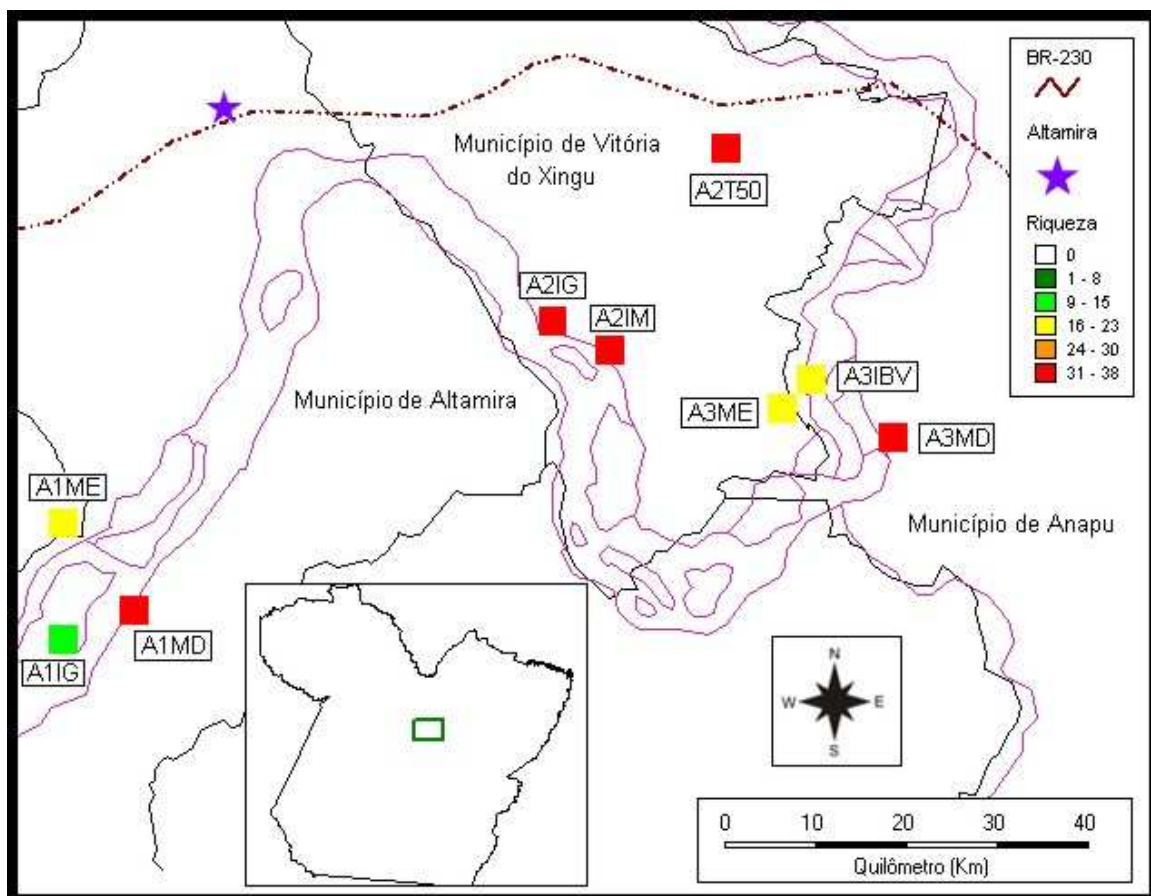 BR-230
Altamira
Riqueza
0
1 - 8
9 - 15
16 - 23
24 - 30
31 - 38
Município de Vitória
do Xingu
A2T50
A2IG
A2IM
A3IBV
A3ME
A3MD
Município de Altamira
A1ME
Município de Anapu
A1MD
A1IG
N
W E
S
0 10 20 30 40
Quilômetro (Km)